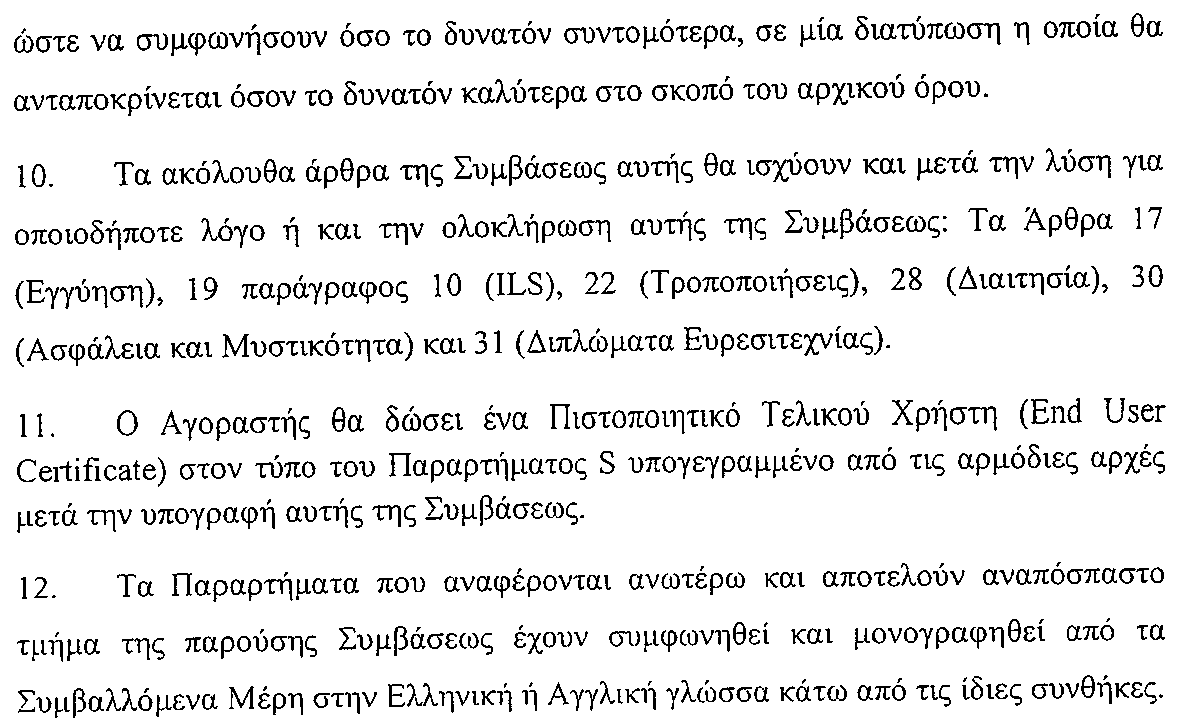 ώστε να συμφωνήσουν όσο το δυνατόν συντομότερα, σε μία διατύπωση η οποία θα
ανταποκρίνεται όσον το δυνατόν καλύτερα στο σκοπό του αρχικού όρου.
10. Τα ακόλουθα άρθρα της Συμβάσεως αυτής θα ισχύουν και μετά την λύση για
οποιοδήποτε λόγο ή και την ολοκλήρωση αυτής της Συμβάσεως: Τα Άρθρα 17
(Εγγύηση), 19 παράγραφος 10 (ILS), 22 (Τροποποιήσεις), 28 (Διαιτησία), 30
(Ασφάλεια και Μυστικότητα) και 31 (Διπλώματα Ευρεσιτεχνίας).
11. Ο Αγοραστής θα δώσει ένα Πιστοποιητικό Τελικού Χρήστη (End User
Certificate) στον τύπο του Παραρτήματος S υπογεγραμμένο από τις αρμόδιες αρχές
μετά την υπογραφή αυτής της Συμβάσεως.
12. Τα Παραρτήματα που αναφέρονται ανωτέρω και αποτελούν αναπόσπαστο
τμήμα της παρούσης Συμβάσεως έχουν συμφωνηθεί και μονογραφηθεί από τα
Συμβαλλόμενα Μέρη στην Ελληνική ή Αγγλική γλώσσα κάτω από τις ίδιες συνθήκες.